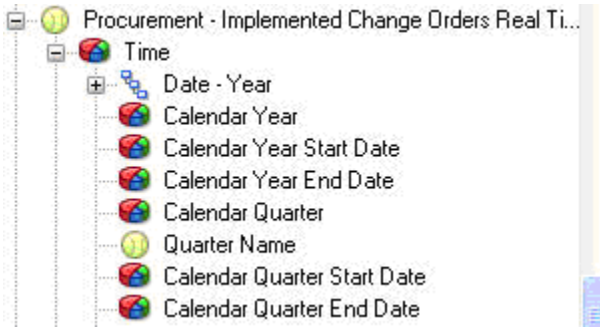 Procurement - Implemented Change Orders Real Ti...
Time
Date - Year
Calendar Year
Calendar Year Start Date
Calendar Year End Date
Calendar Quarter
Quarter Name
Calendar Quarter Start Date
Calendar Quarter End Date